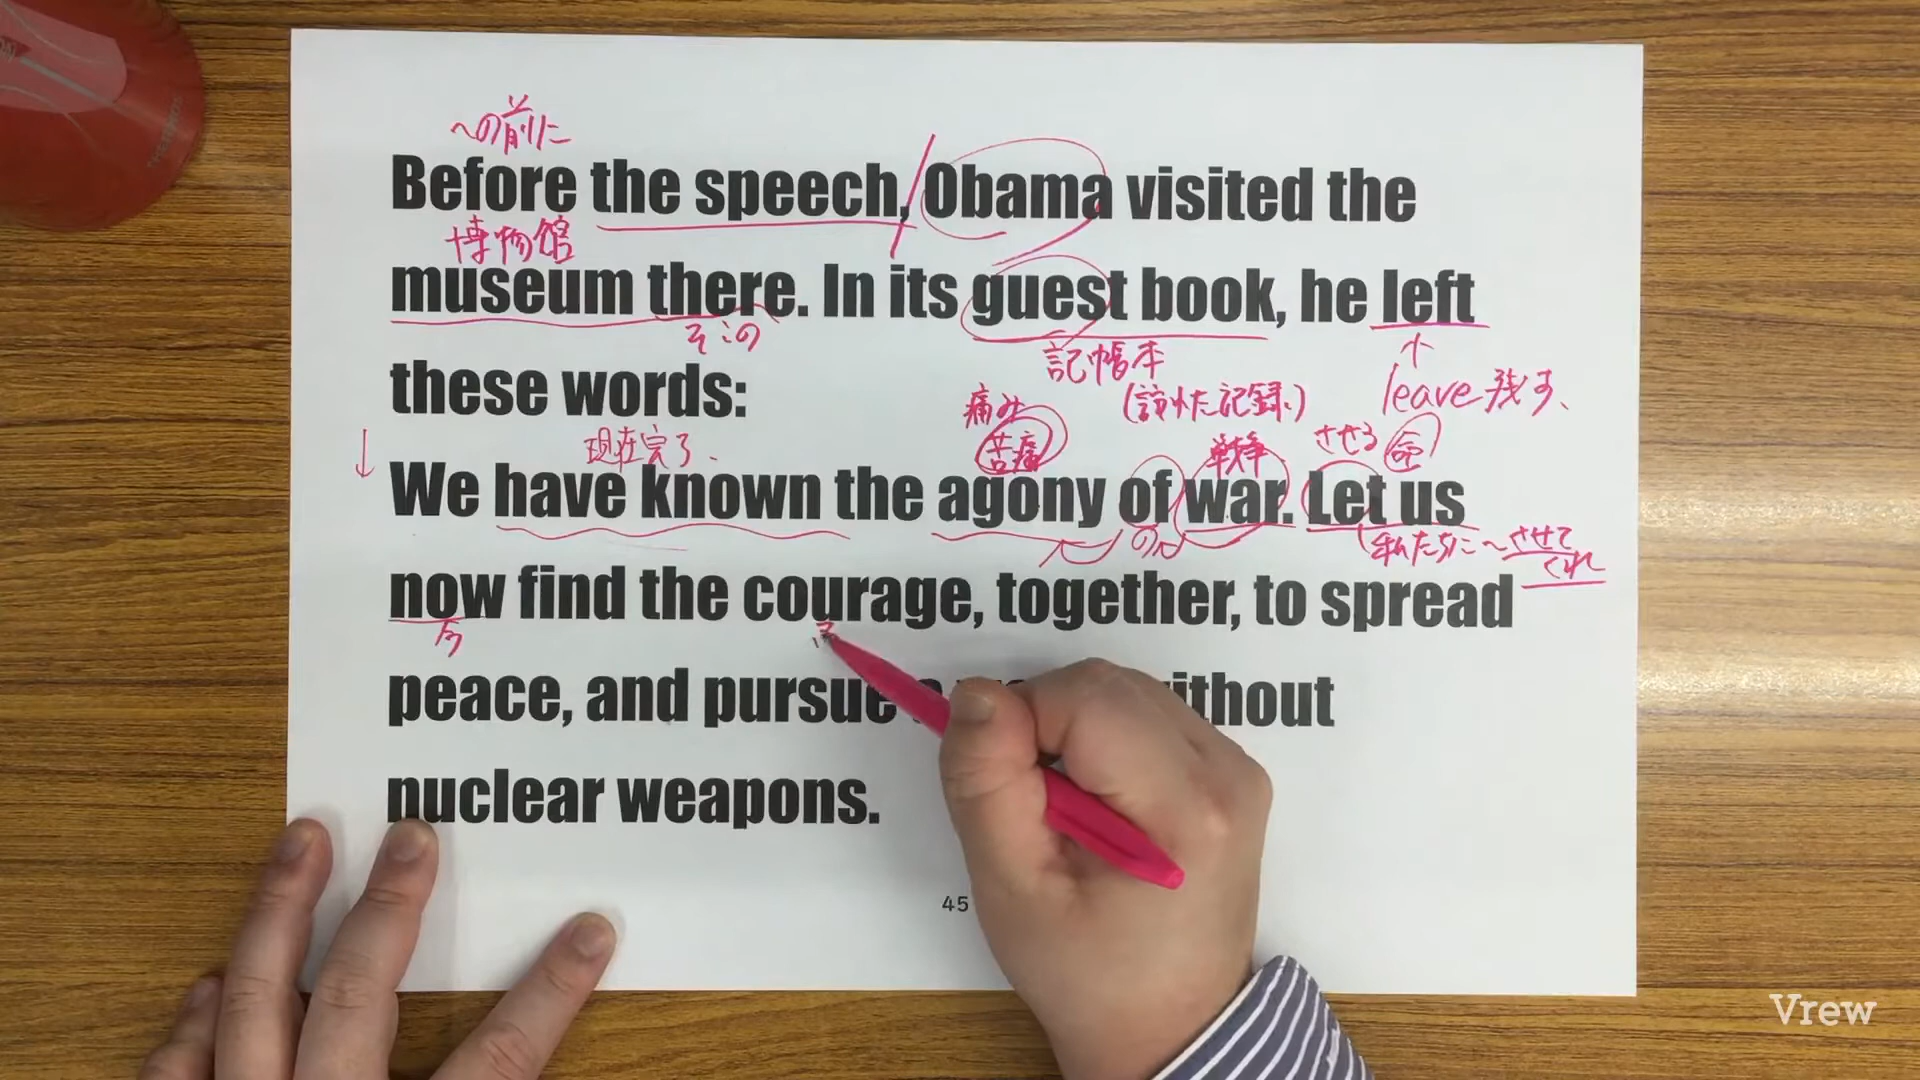 〜の前に
Before the speech, Obama visited the
博物館
museum there. In its guest book, he left
そこの
記帳本
these words:
(訪れた記録)
leave 残す、
痛み
現在完了、
苦痛
戦争
させる 命
We have known the agony of war. Let us
の
私たちに〜させて
くれ
now find the courage, together, to spread
今
peace, and pursue
nuclear weapons.
45
Vrew